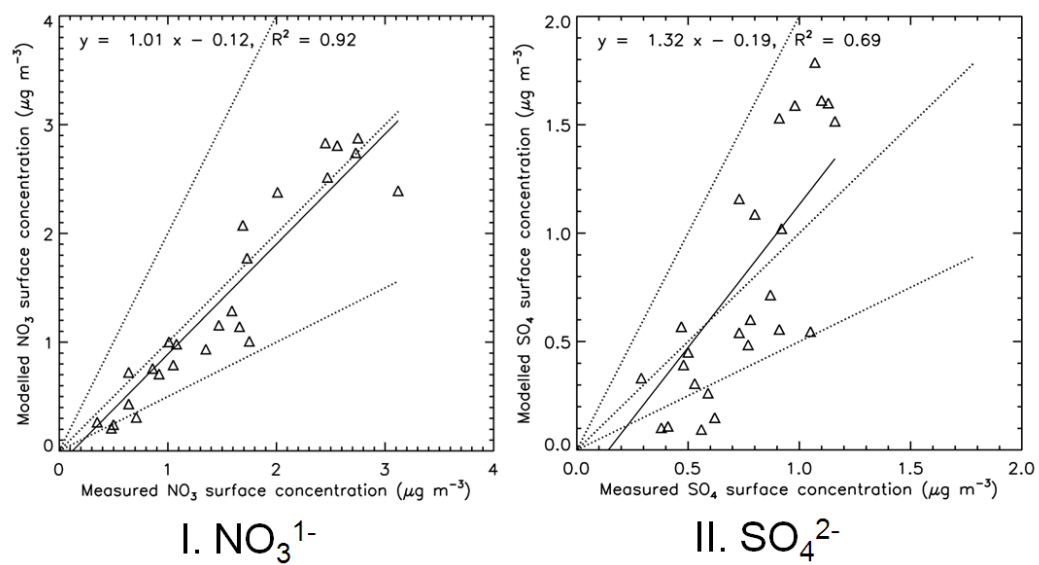 y = 1.01 x − 0.12, R² = 0.92
Modelled NO₃ surface concentration (μg m⁻³)
4
3
2
1
0
0 1 2 3 4
Measured NO₃ surface concentration (μg m⁻³)
I. NO₃¹⁻
y = 1.32 x − 0.19, R² = 0.69
Modelled SO₄ surface concentration (μg m⁻³)
2.0
1.5
1.0
0.5
0.0
0.0 0.5 1.0 1.5 2.0
Measured SO₄ surface concentration (μg m⁻³)
II. SO₄²⁻